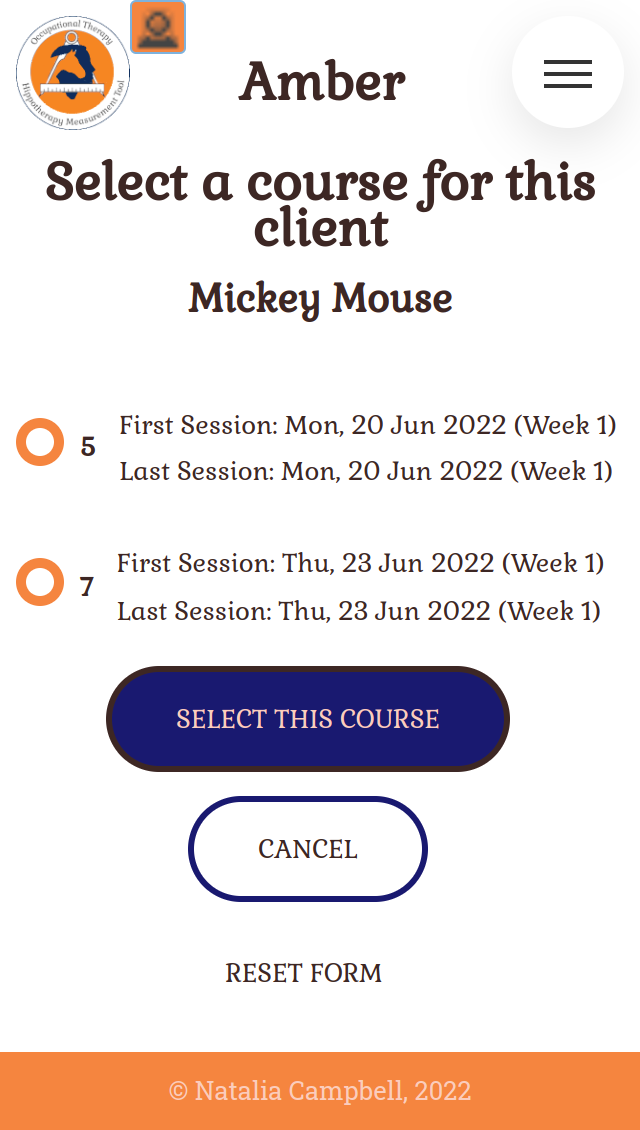 Occupational Therapy
Hippotherapy Measurement Tool
Amber
Select a course for this
client
Mickey Mouse
5
First Session: Mon, 20 Jun 2022 (Week 1)
Last Session: Mon, 20 Jun 2022 (Week 1)
7
First Session: Thu, 23 Jun 2022 (Week 1)
Last Session: Thu, 23 Jun 2022 (Week 1)
SELECT THIS COURSE
CANCEL
RESET FORM
© Natalia Campbell, 2022